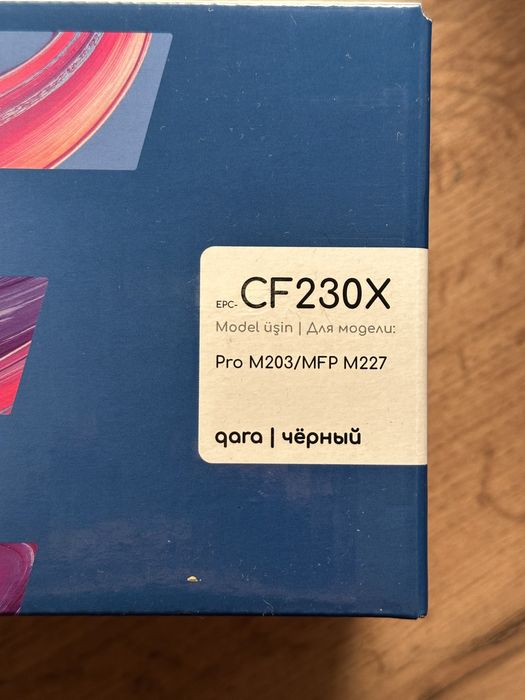 EPC-CF230X
Model üşin | Для модели:
Pro M203/MFP M227
qara | чёрный